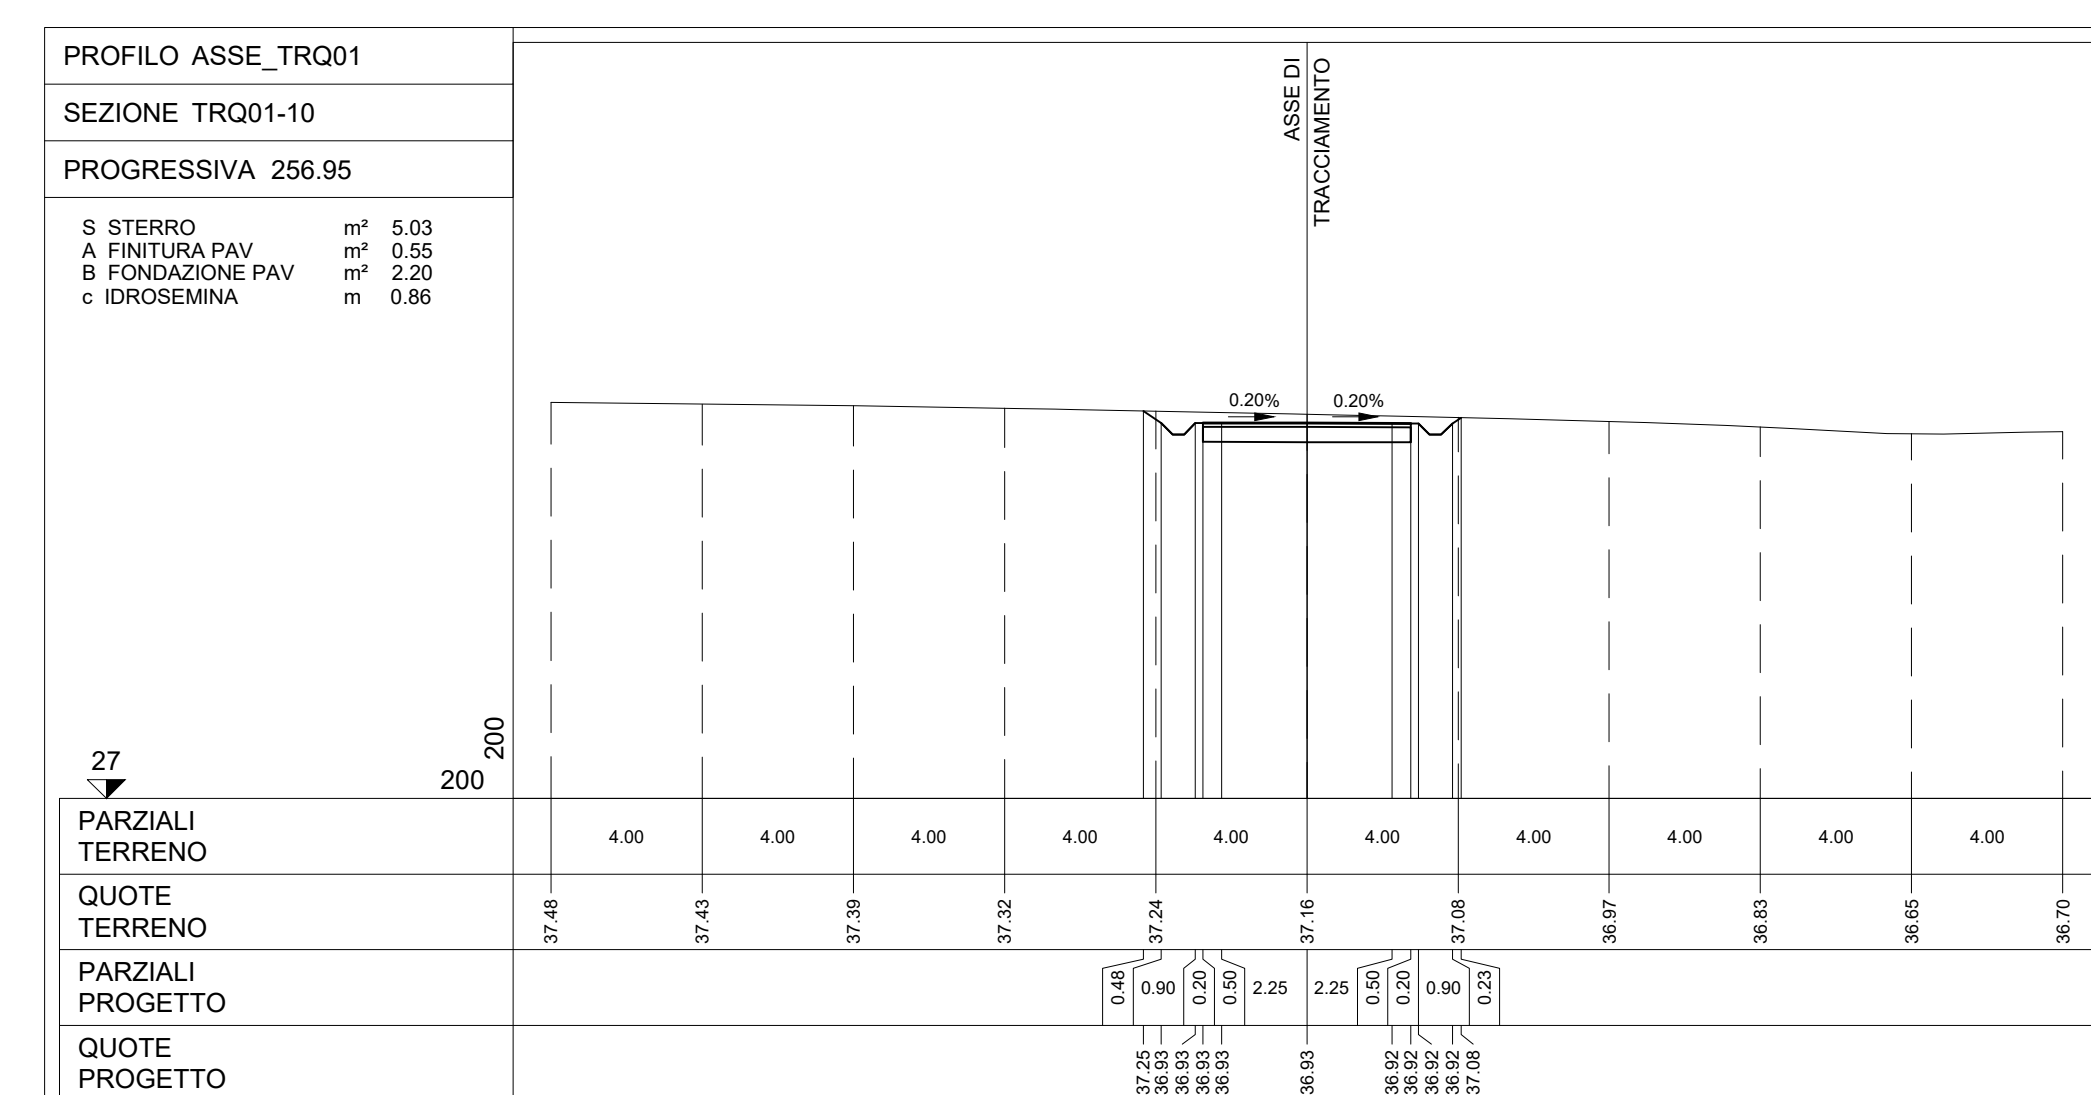 PROFILO ASSE_TRQ01
SEZIONE TRQ01-10
PROGRESSIVA 256.95
S STERRO m² 5.03
A FINITURA PAV m² 0.55
B FONDAZIONE PAV m² 2.20
c IDROSEMINA m 0.86
ASSE DI
TRACCIAMENTO
0.20% 0.20%
27
200
200
PARZIALI
TERRENO
4.00 4.00 4.00 4.00 4.00 4.00 4.00 4.00 4.00 4.00
QUOTE
TERRENO
37.48 37.43 37.39 37.32 37.24 37.16 37.08 36.97 36.83 36.65 36.70
PARZIALI
PROGETTO
0.48 0.90 0.20 0.50 2.25 2.25 0.50 0.20 0.90 0.23
QUOTE
PROGETTO
37.25 36.93 36.93 36.93 36.93 36.93 36.92 36.92 36.92 36.92 37.08